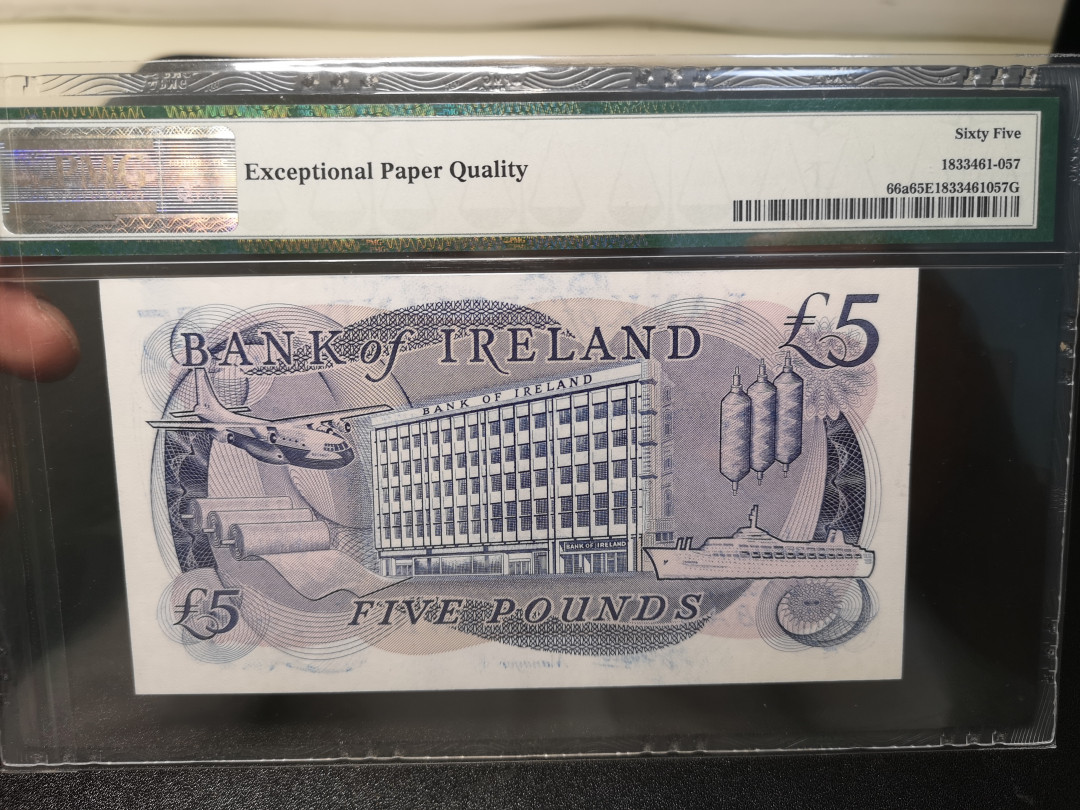 PMG
Exceptional Paper Quality
Sixty Five
1833461-057
66a65E1833461057G
BANK of IRELAND
£5
BANK OF IRELAND
BANK OF IRELAND
£5
FIVE POUNDS